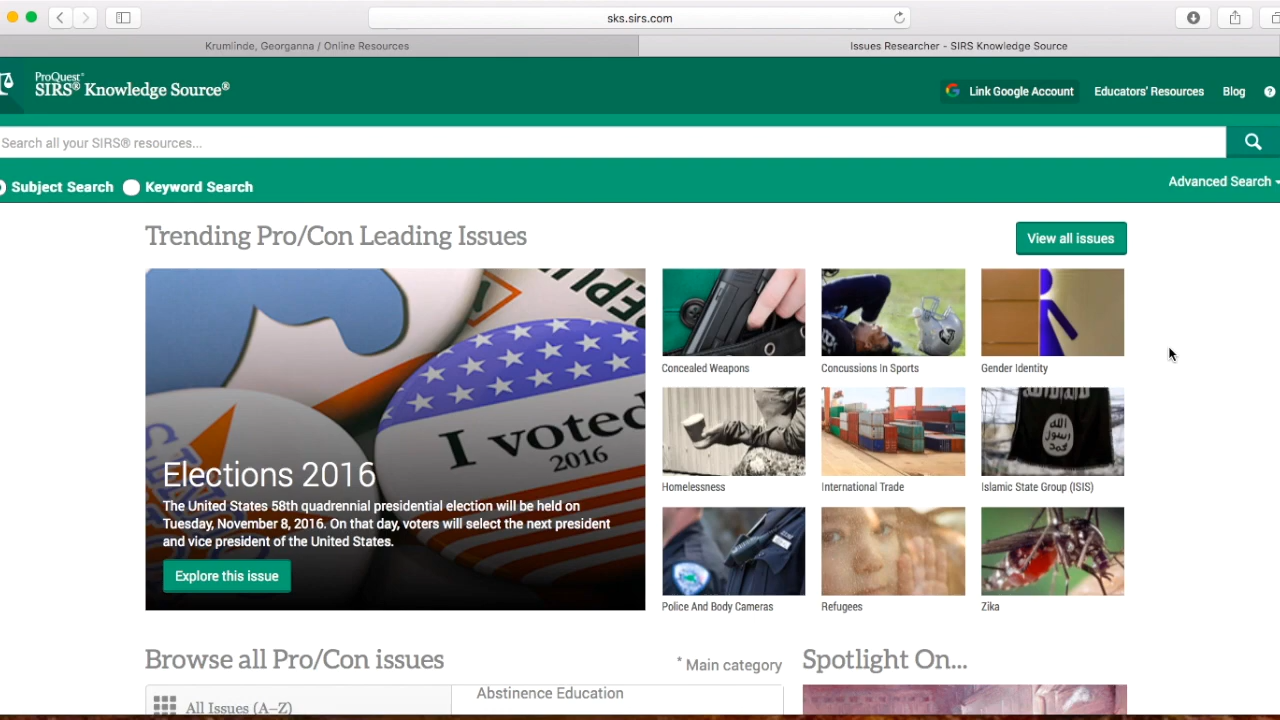 sks.sirs.com
Krumlinde, Georganna / Online Resources
Issues Researcher - SIRS Knowledge Source
ProQuest®
SIRS® Knowledge Source®
Link Google Account
Educators' Resources
Blog
?
Search all your SIRS® resources...
Subject Search
Keyword Search
Advanced Search
Trending Pro/Con Leading Issues
View all issues
I voted
2016
Elections 2016
The United States 58th quadrennial presidential election will be held on
Tuesday, November 8, 2016. On that day, voters will select the next president
and vice president of the United States.
Explore this issue
Concealed Weapons
Concussions In Sports
Gender Identity
Homelessness
International Trade
الله
رسول
محمد
Islamic State Group (ISIS)
Police And Body Cameras
Refugees
Zika
Browse all Pro/Con issues
* Main category
Spotlight On...
All Issues (A–Z)
Abstinence Education